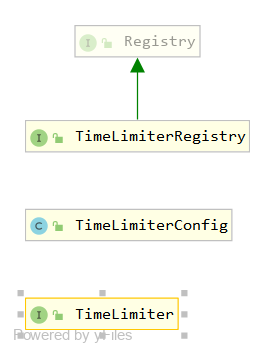 I Registry
I TimeLimiterRegistry
C TimeLimiterConfig
I TimeLimiter
Powered by yFiles